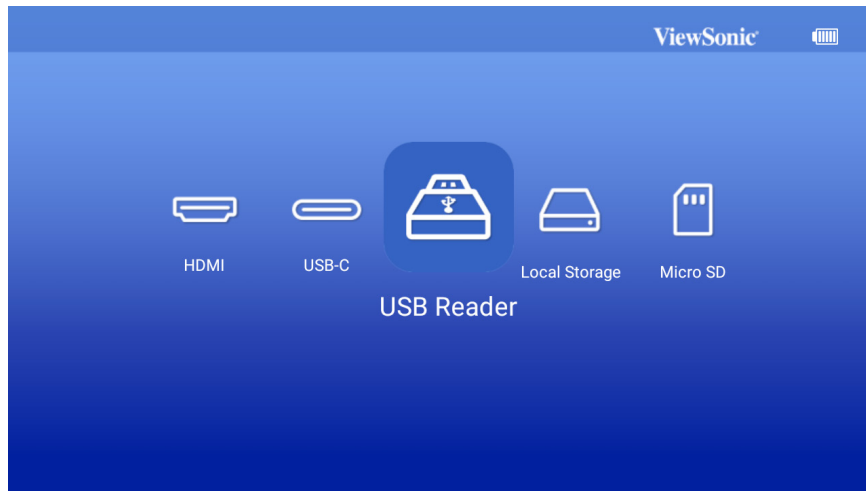 ViewSonic
HDMI
USB-C
USB Reader
Local Storage
Micro SD